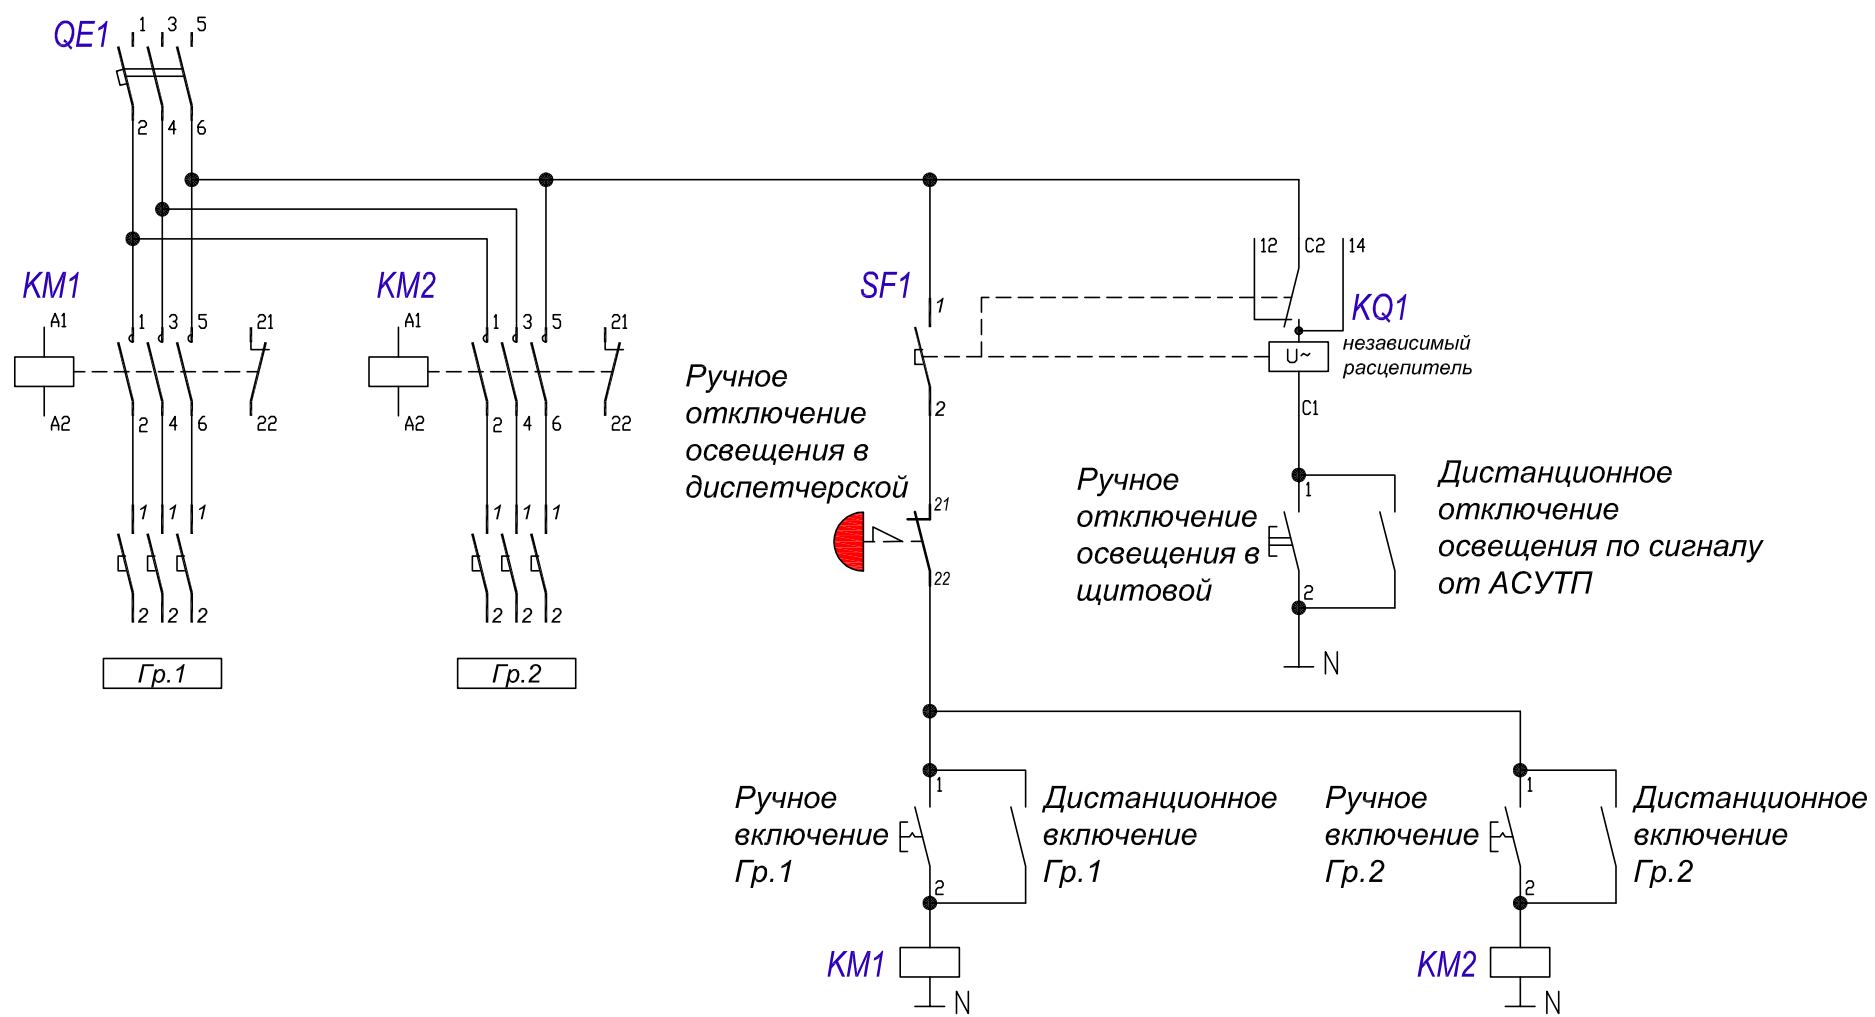 QE1
1 3 5
2 4 6
KM1
A1
1 3 5
21
A2
2 4 6
22
1 1 1
2 2 2
Гр.1
KM2
A1
1 3 5
21
A2
2 4 6
22
1 1 1
2 2 2
Гр.2
SF1
1
2
12 C2 14
KQ1
независимый
расцепитель
U~
C1
Ручное
отключение
освещения в
диспетчерской
21
22
Ручное
отключение
освещения в
щитовой
1
2
N
Дистанционное
отключение
освещения по сигналу
от АСУТП
Ручное
включение
Гр.1
1
2
Дистанционное
включение
Гр.1
KM1
N
Ручное
включение
Гр.2
1
2
Дистанционное
включение
Гр.2
KM2
N